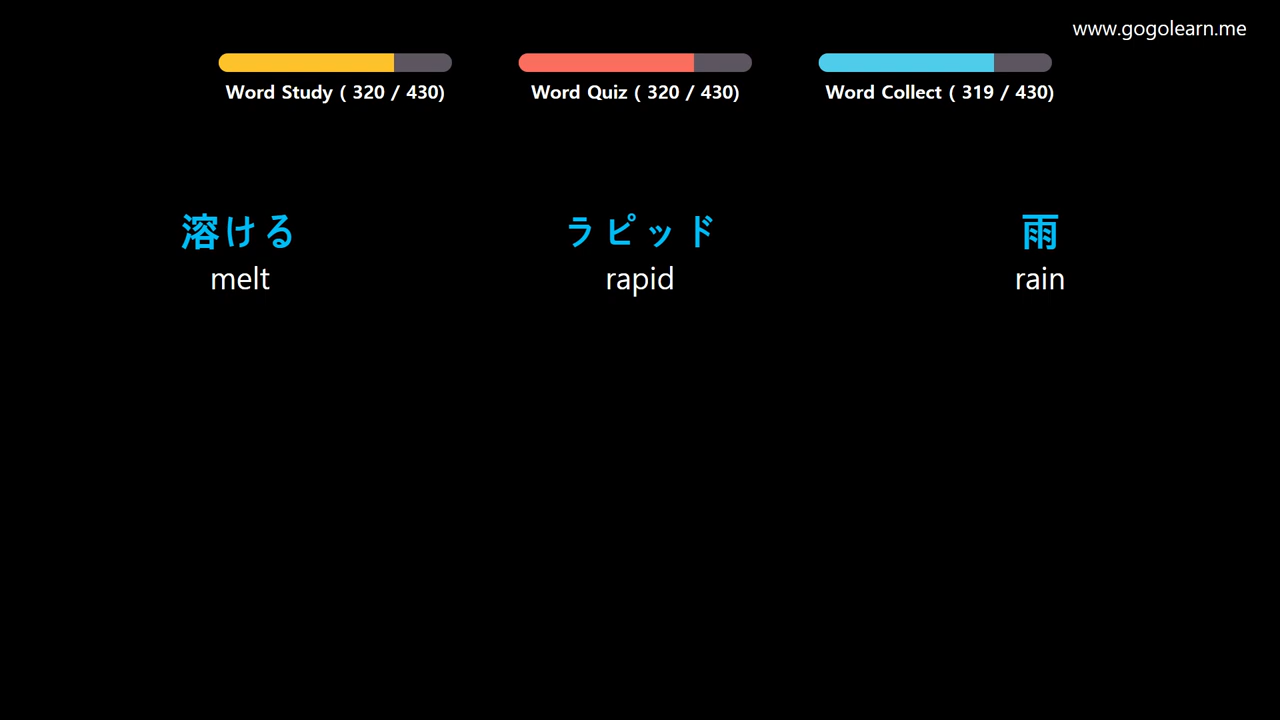 www.gogolearn.me
Word Study ( 320 / 430)
Word Quiz ( 320 / 430)
Word Collect ( 319 / 430)
溶ける
melt
ラピッド
rapid
雨
rain